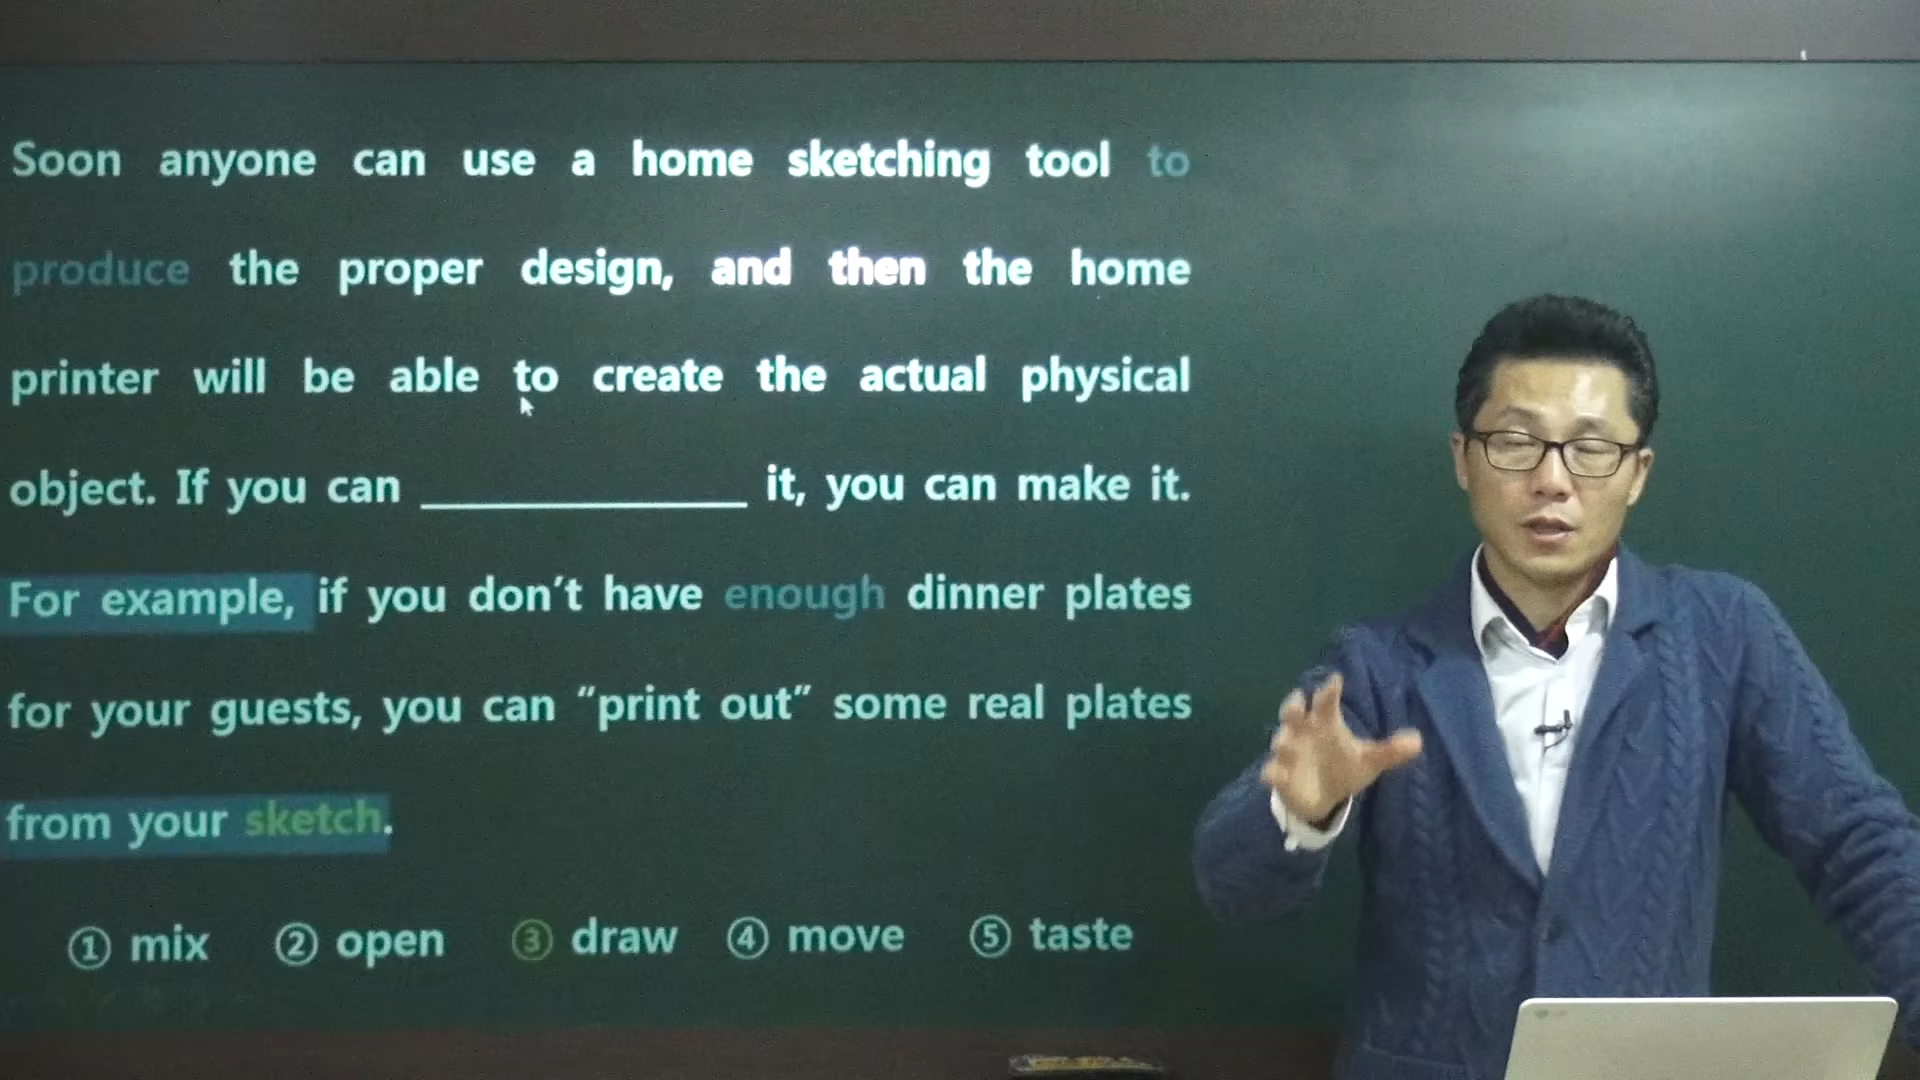 Soon anyone can use a home sketching tool to
produce the proper design, and then the home
printer will be able to create the actual physical
object. If you can ____________ it, you can make it.
For example, if you don't have enough dinner plates
for your guests, you can “print out” some real plates
from your sketch.
① mix ② open ③ draw ④ move ⑤ taste